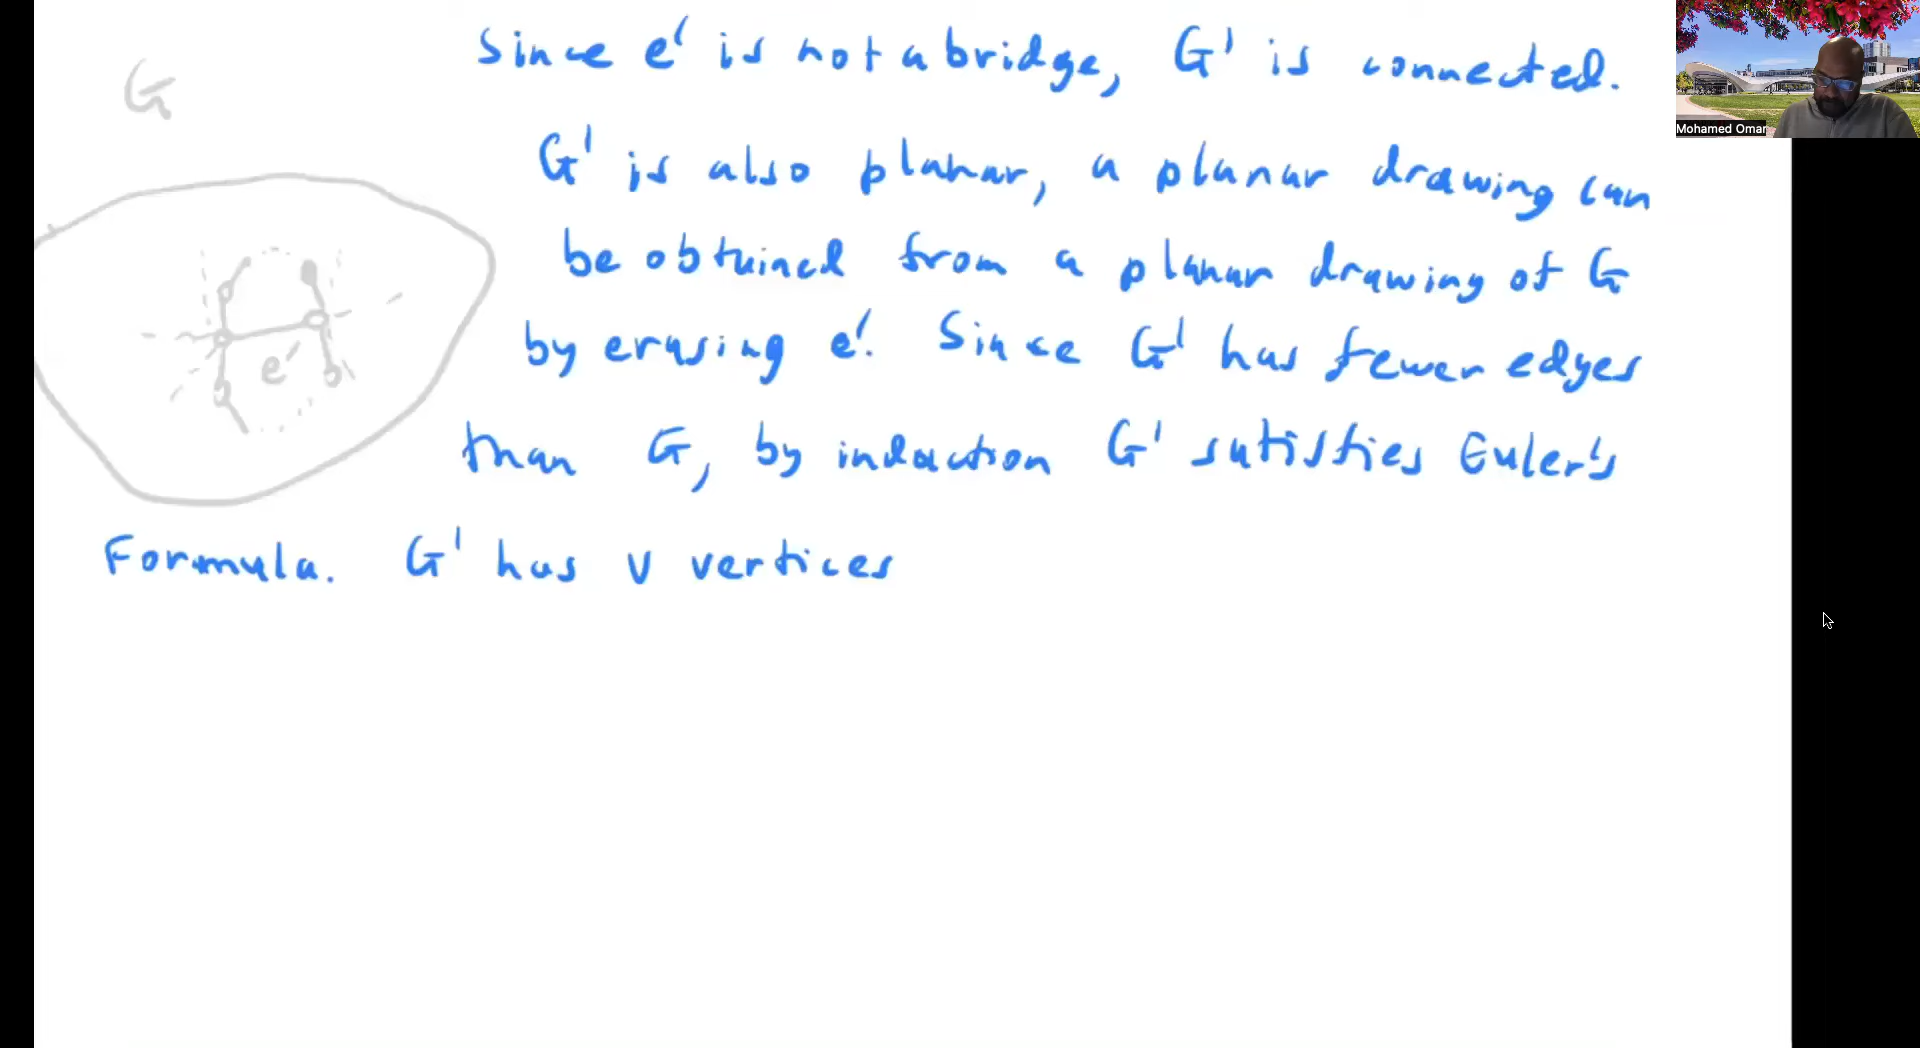 G
Since e' is not a bridge, G' is connected.
G' is also planar, a planar drawing can
be obtained from a planar drawing of G
by erasing e'. Since G' has fewer edges
than G, by induction G' satisfies Euler's
Formula. G' has v vertices
e'
Mohamed Omar